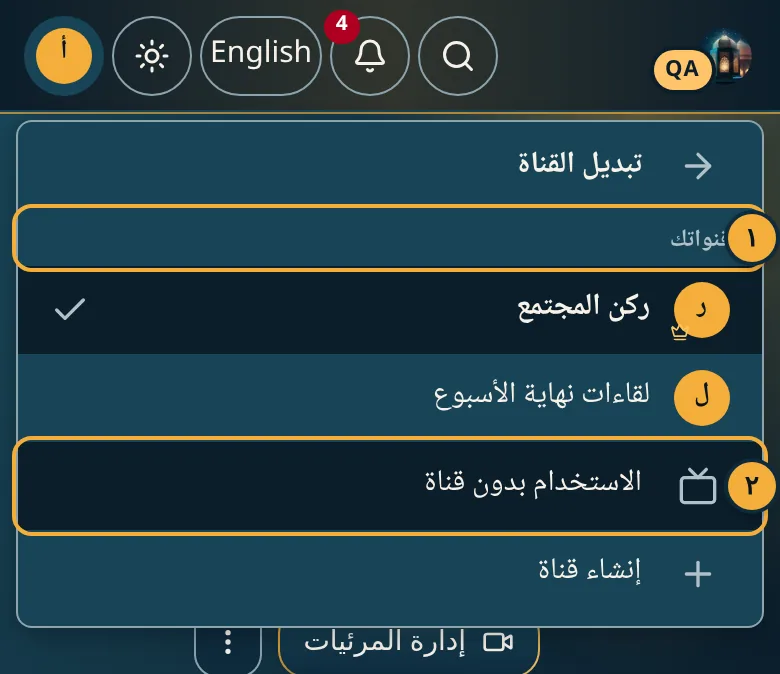 QA
4
English
أ
تبديل القناة
قنواتك
١
ر
ركن المجتمع
ل
لقاءات نهاية الأسبوع
الاستخدام بدون قناة
٢
إنشاء قناة
إدارة المرئيات